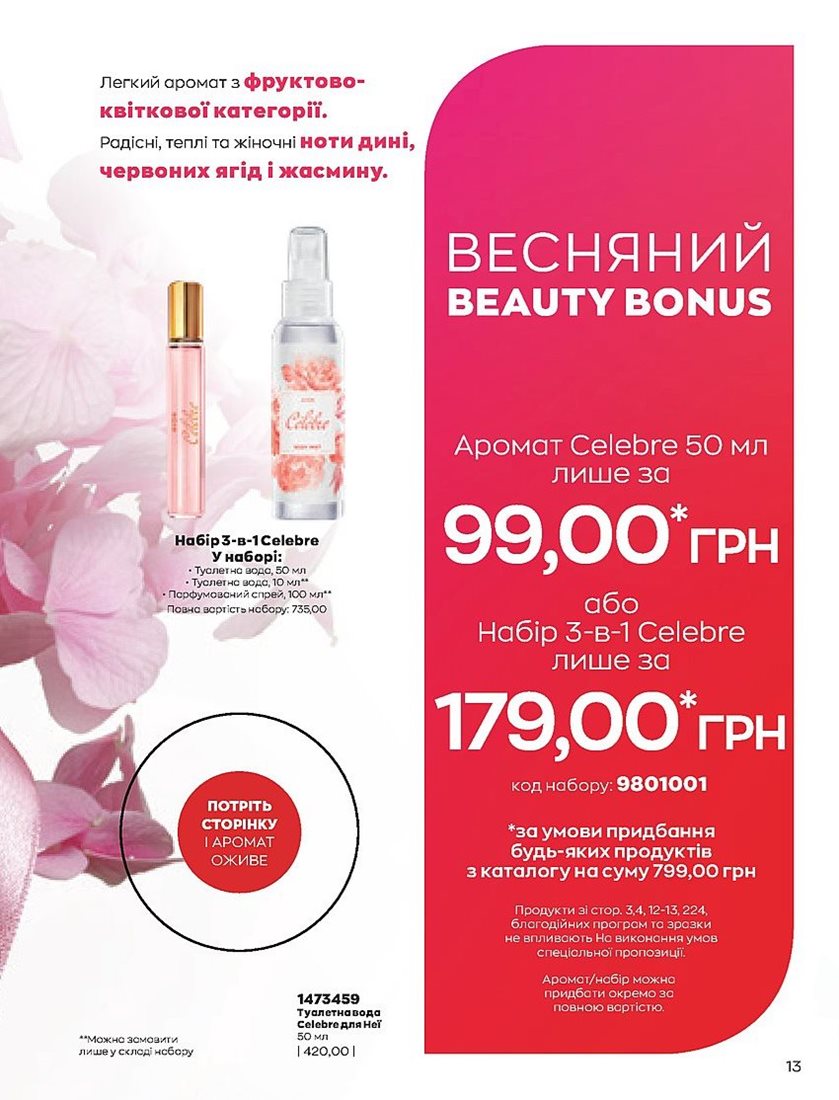 Легкий аромат з фруктово-
квіткової категорії.
Радісні, теплі та жіночні ноти дині,
червоних ягід і жасмину.
AVON
Celebre
AVON
Celebre
BODY MIST
Набір 3-в-1 Celebre
У наборі:
• Туалетна вода, 50 мл
• Туалетна вода, 10 мл**
• Парфумований спрей, 100 мл**
Повна вартість набору: 735,00
ПОТРІТЬ
СТОРІНКУ
І АРОМАТ
ОЖИВЕ
1473459
Туалетна вода
Celebre для Неї
50 мл
| 420,00 |
**Можна замовити
лише у складі набору
ВЕСНЯНИЙ
BEAUTY BONUS
Аромат Celebre 50 мл
лише за
99,00* ГРН
або
Набір 3-в-1 Celebre
лише за
179,00* ГРН
код набору: 9801001
*за умови придбання
будь-яких продуктів
з каталогу на суму 799,00 грн
Продукти зі стор. 3,4, 12-13, 224,
благодійних програм та зразки
не впливають На виконання умов
спеціальної пропозиції.
Аромат/набір можна
придбати окремо за
повною вартістю.
13